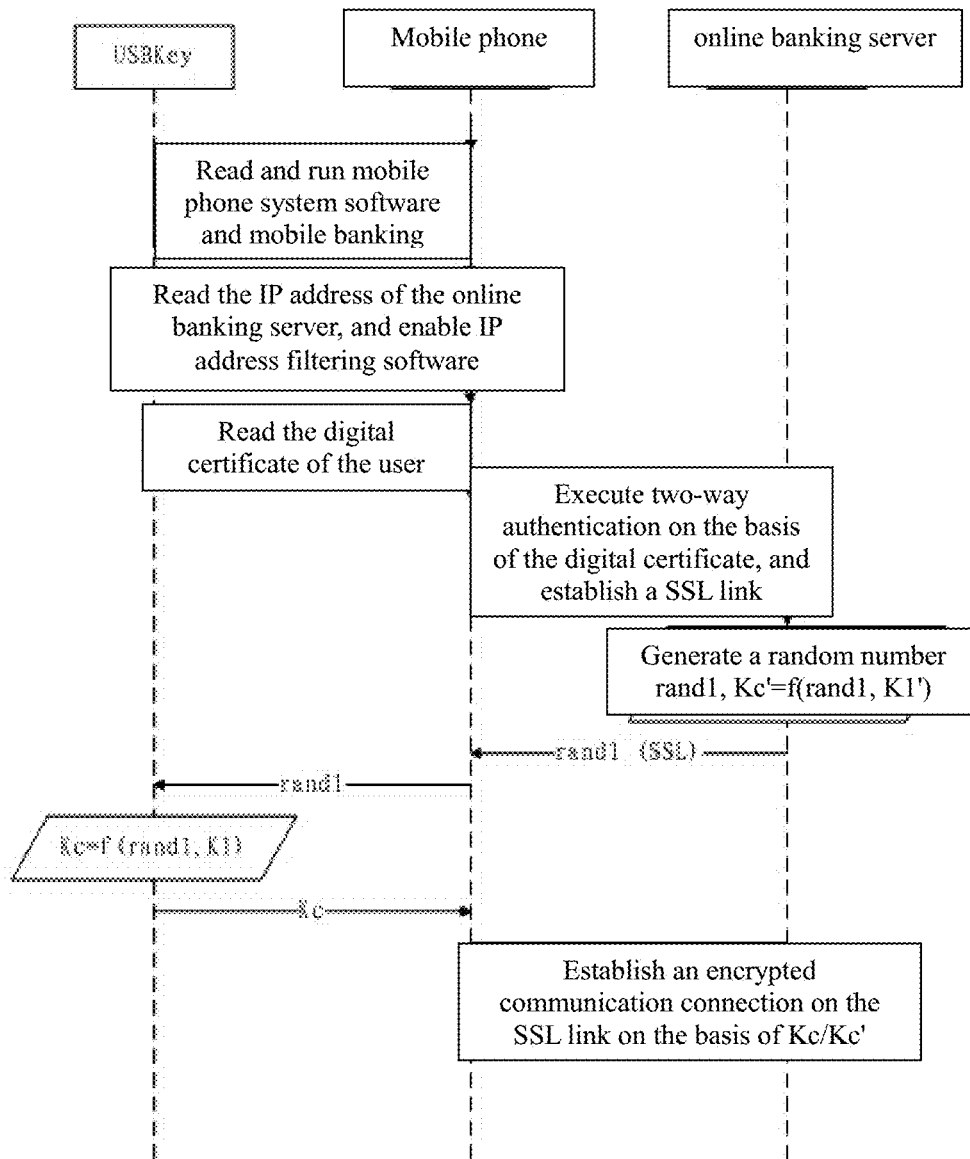 USBKey
Mobile phone
online banking server
Read and run mobile
phone system software
and mobile banking
Read the IP address of the online
banking server, and enable IP
address filtering software
Read the digital
certificate of the user
Execute two-way
authentication on the basis
of the digital certificate, and
establish a SSL link
Generate a random number
rand1, Kc'=f(rand1, K1')
rand1 (SSL)
rand1
Kc=f(rand1,K1)
Kc
Establish an encrypted
communication connection on the
SSL link on the basis of Kc/Kc'